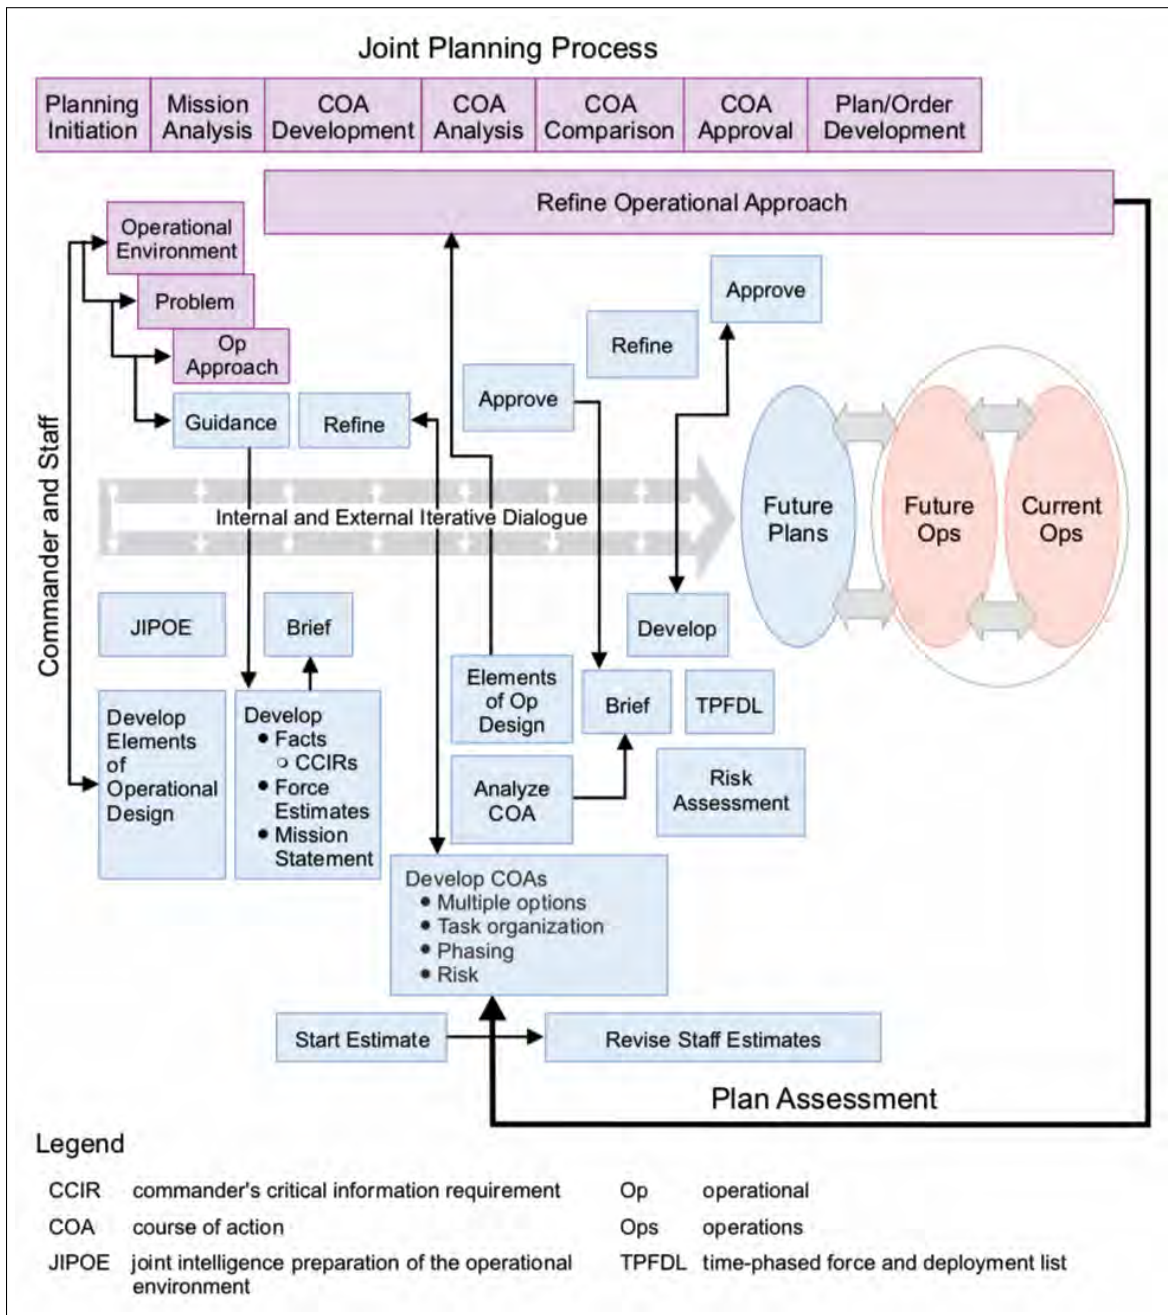 Joint Planning Process
Planning
Initiation
Mission
Analysis
COA
Development
COA
Analysis
COA
Comparison
COA
Approval
Plan/Order
Development
Refine Operational Approach
Operational
Environment
Problem
Op
Approach
Guidance
Refine
Approve
Refine
Approve
Commander and Staff
Internal and External Iterative Dialogue
Future
Plans
Future
Ops
Current
Ops
JIPOE
Brief
Develop
Elements
of
Operational
Design
Develop
● Facts
○ CCIRs
● Force
Estimates
● Mission
Statement
Elements
of Op
Design
Analyze
COA
Brief
Develop
TPFDL
Risk
Assessment
Develop COAs
● Multiple options
● Task organization
● Phasing
● Risk
Start Estimate
Revise Staff Estimates
Plan Assessment
Legend
CCIR commander's critical information requirement
COA course of action
JIPOE joint intelligence preparation of the operational
environment
Op operational
Ops operations
TPFDL time-phased force and deployment list